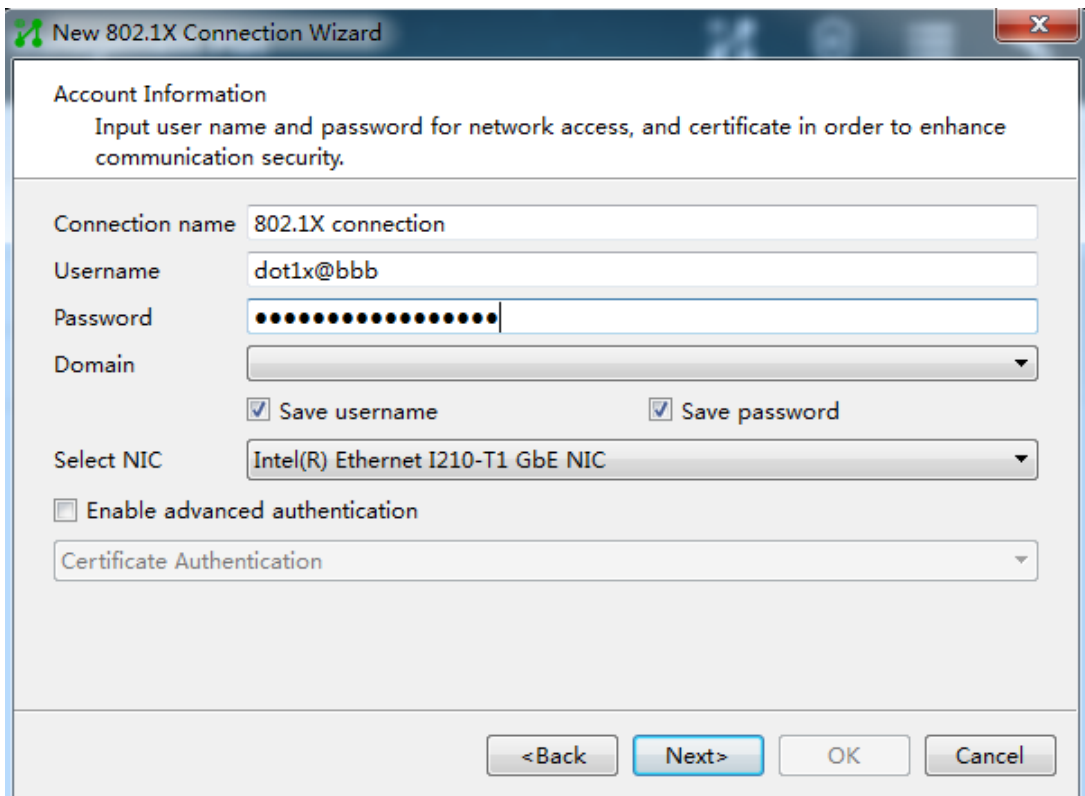 New 802.1X Connection Wizard
Account Information
Input user name and password for network access, and certificate in order to enhance
communication security.
Connection name 802.1X connection
Username dot1x@bbb
Password •••••••••••••••••
Domain
Save username Save password
Select NIC Intel(R) Ethernet I210-T1 GbE NIC
Enable advanced authentication
Certificate Authentication
<Back Next> OK Cancel